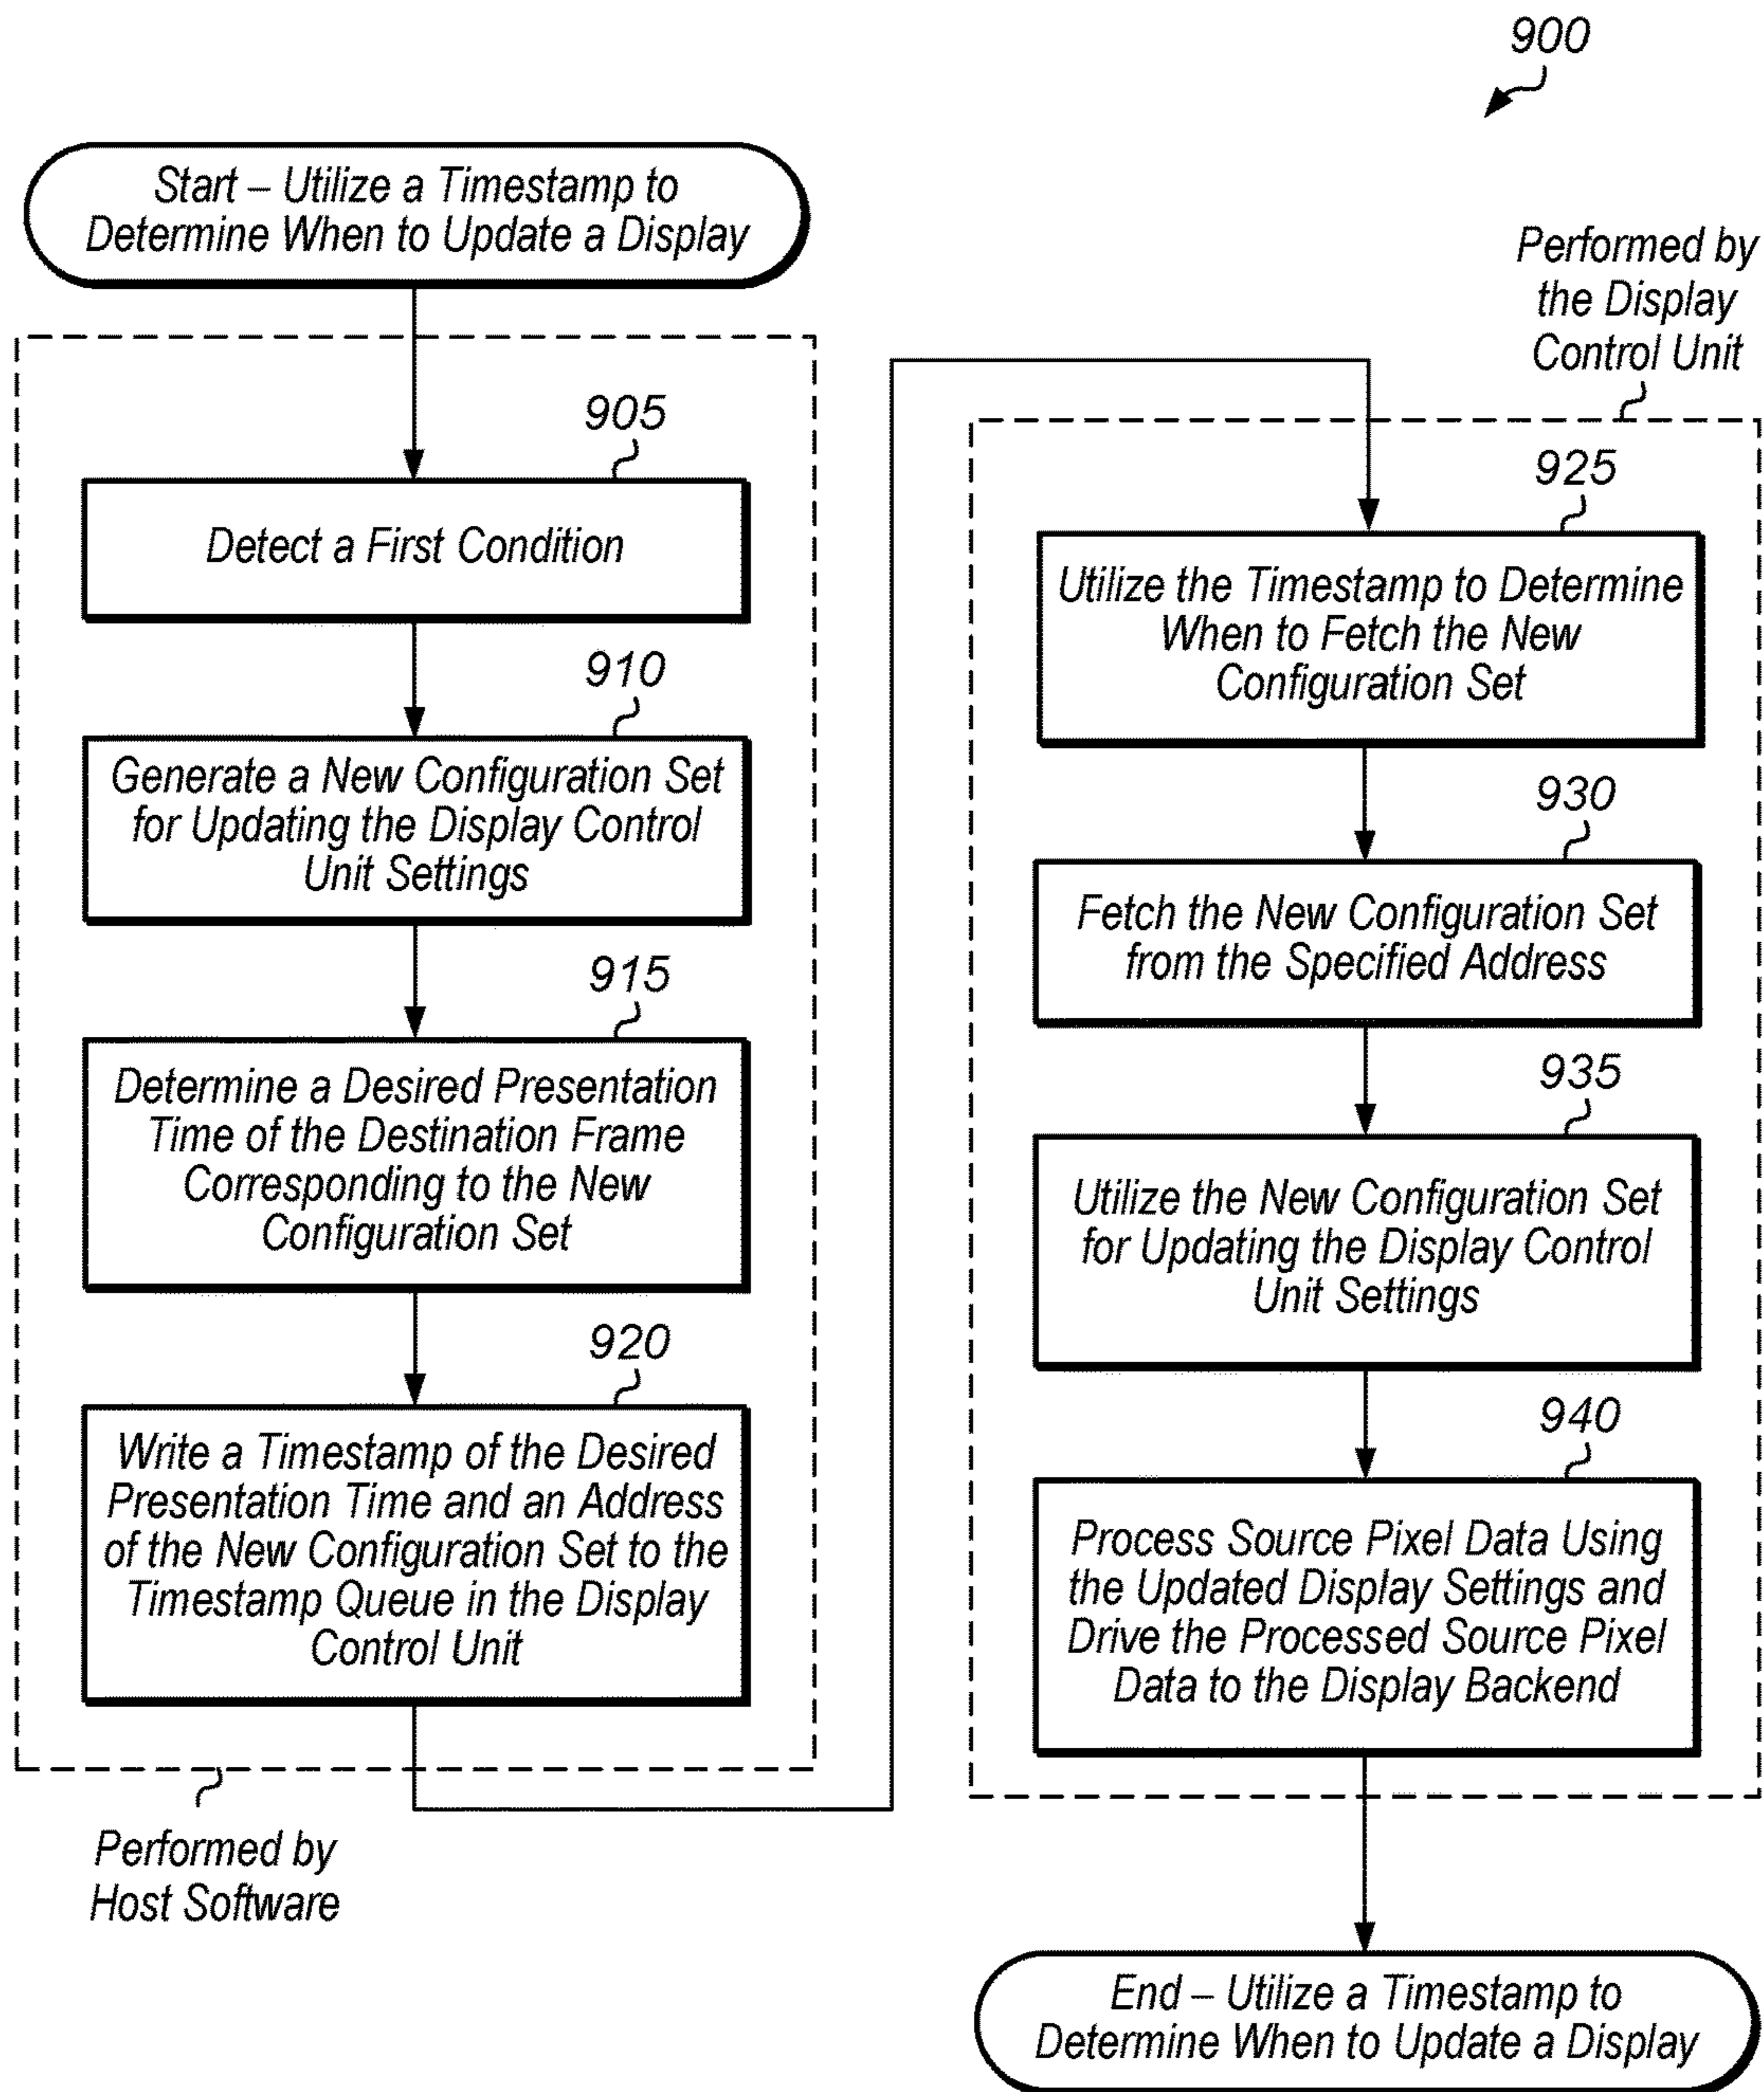 900
Start – Utilize a Timestamp to
Determine When to Update a Display
905
Detect a First Condition
910
Generate a New Configuration Set
for Updating the Display Control
Unit Settings
915
Determine a Desired Presentation
Time of the Destination Frame
Corresponding to the New
Configuration Set
920
Write a Timestamp of the Desired
Presentation Time and an Address
of the New Configuration Set to the
Timestamp Queue in the Display
Control Unit
Performed by
Host Software
Performed by
the Display
Control Unit
925
Utilize the Timestamp to Determine
When to Fetch the New
Configuration Set
930
Fetch the New Configuration Set
from the Specified Address
935
Utilize the New Configuration Set
for Updating the Display Control
Unit Settings
940
Process Source Pixel Data Using
the Updated Display Settings and
Drive the Processed Source Pixel
Data to the Display Backend
End – Utilize a Timestamp to
Determine When to Update a Display